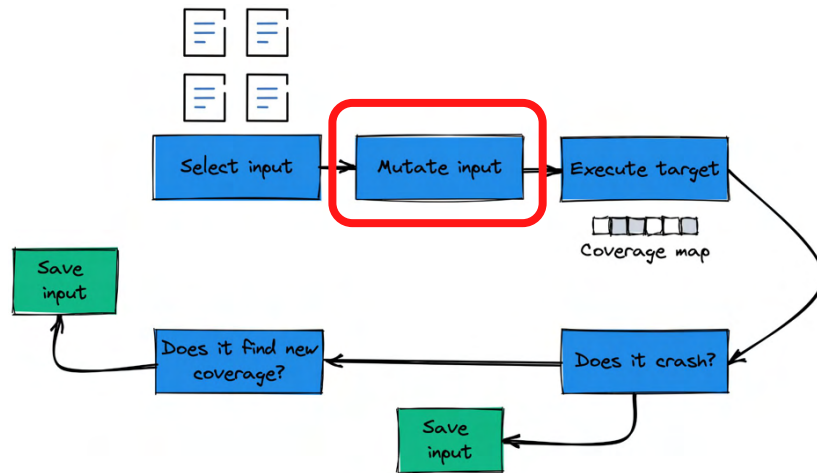 Select input
Mutate input
Execute target
Coverage map
Save
input
Does it find new
coverage?
Does it crash?
Save
input